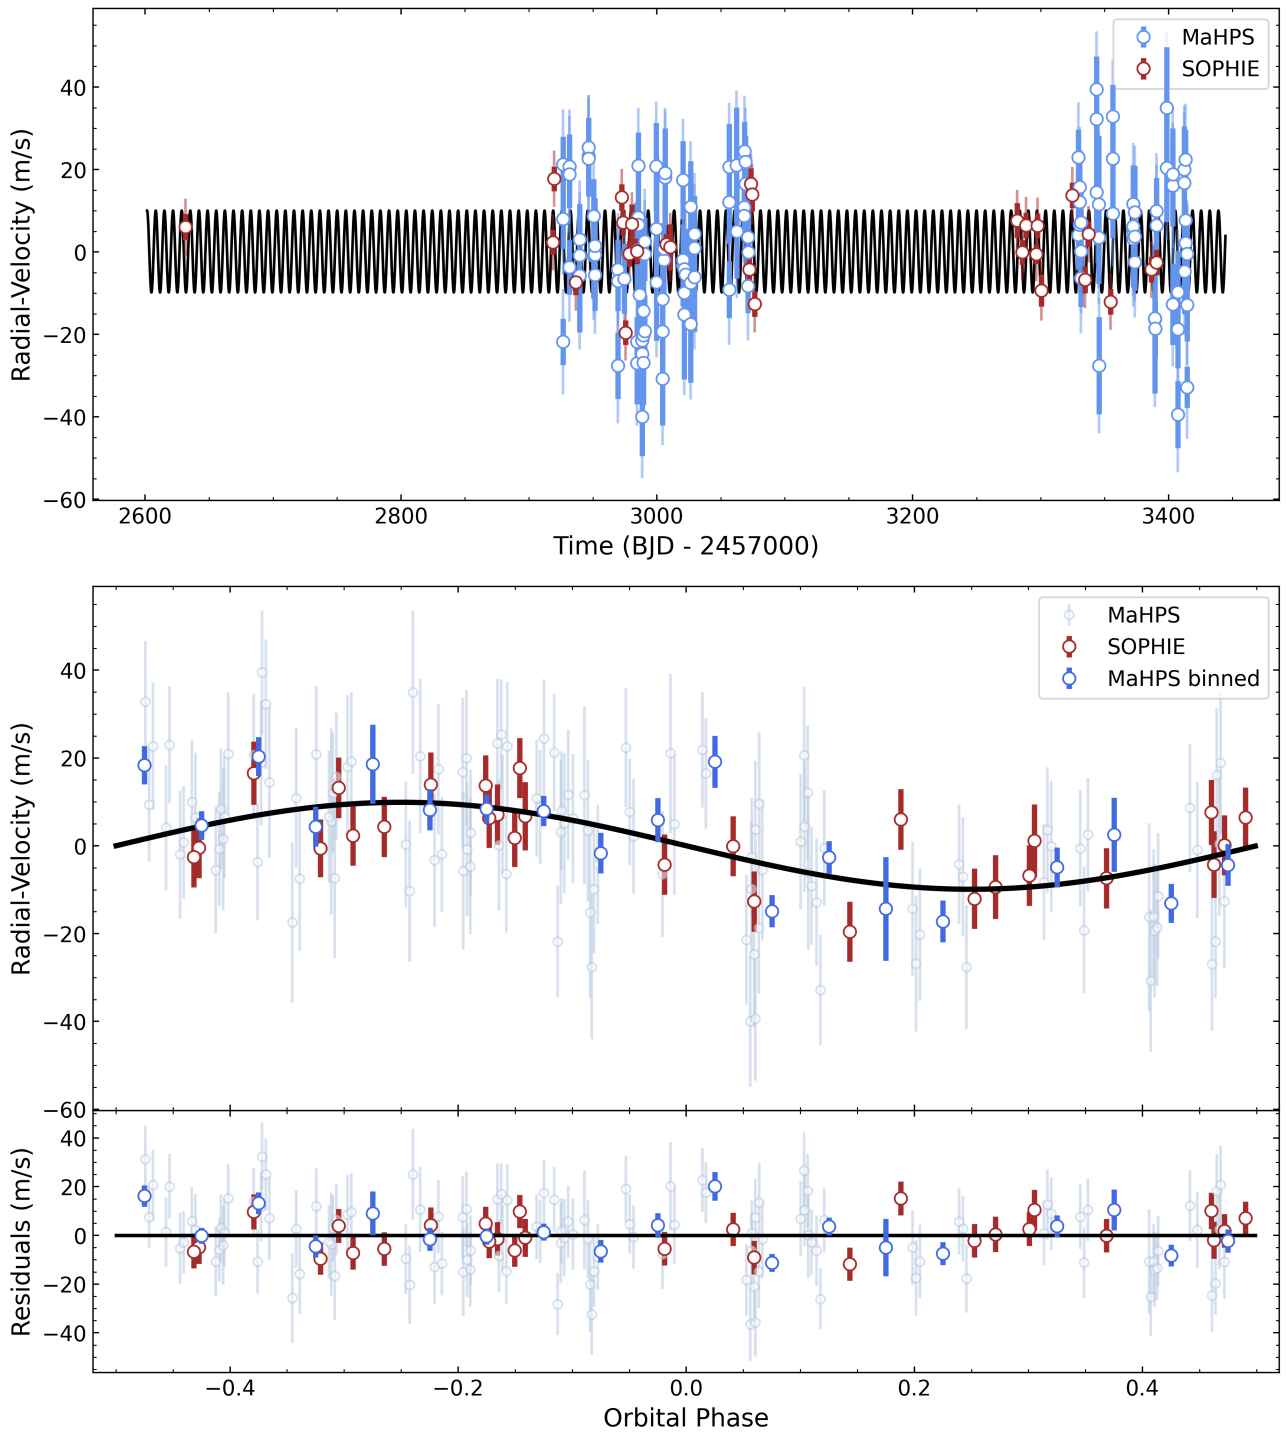 MaHPS
SOPHIE
40
20
0
−20
−40
−60
Radial-Velocity (m/s)
2600 2800 3000 3200 3400
Time (BJD - 2457000)
MaHPS
SOPHIE
MaHPS binned
40
20
0
−20
−40
−60
Radial-Velocity (m/s)
40
20
0
−20
−40
Residuals (m/s)
−0.4 −0.2 0.0 0.2 0.4
Orbital Phase